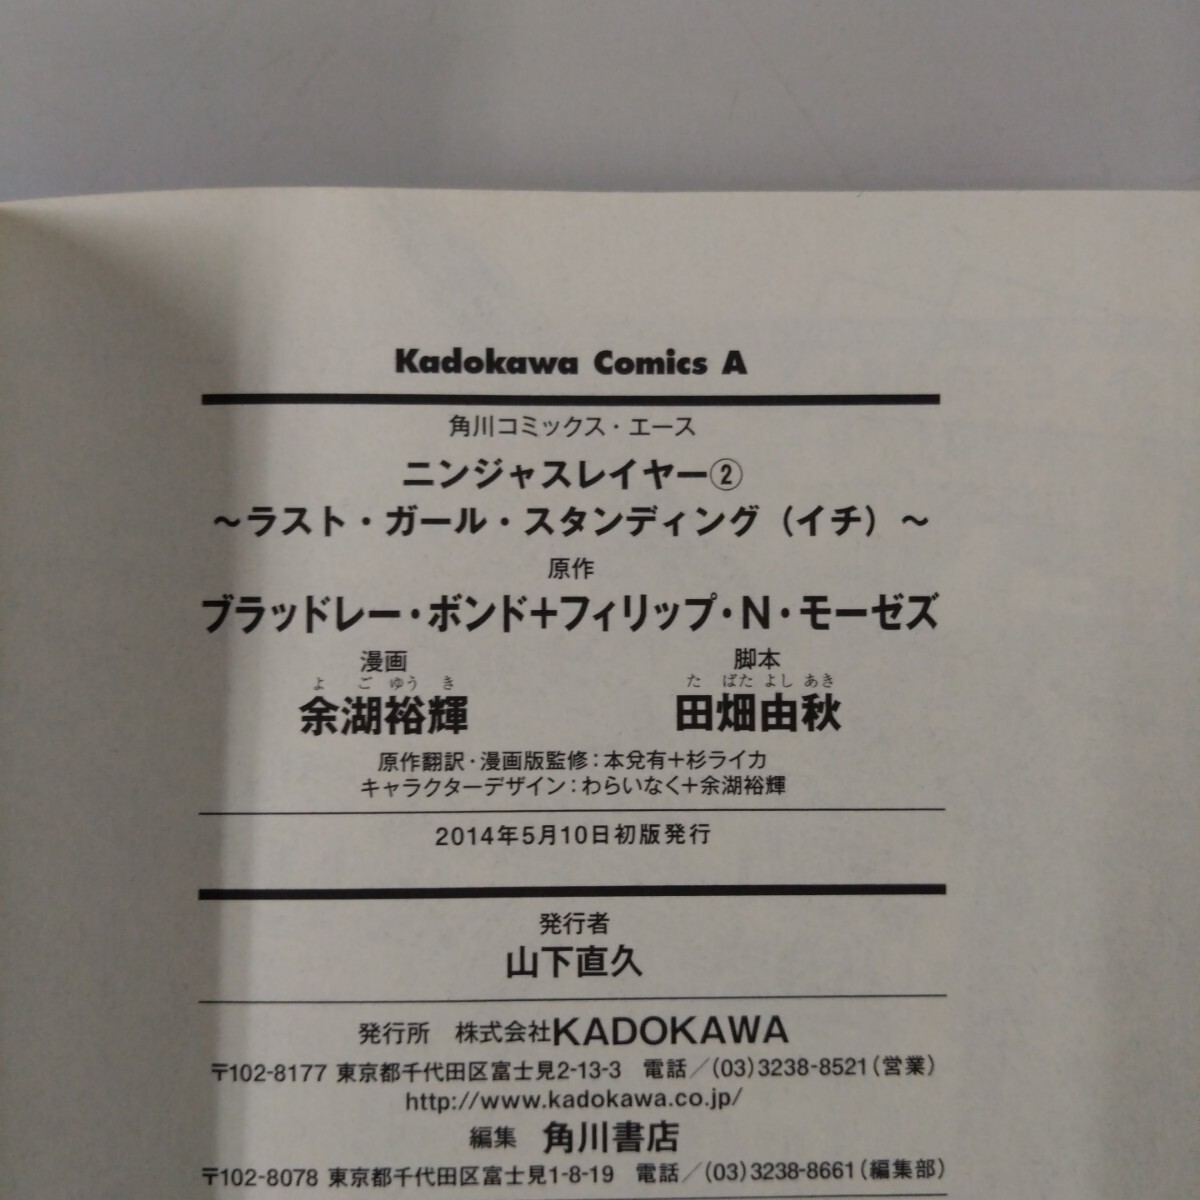 Kadokawa Comics A
角川コミックス・エース
ニンジャスレイヤー②
～ラスト・ガール・スタンディング（イチ）～
原作
ブラッドレー・ボンド＋フィリップ・N・モーゼズ
漫画 脚本
よ ご ゆう き た ばた よし あき
余湖裕輝 田畑由秋
原作翻訳・漫画版監修：本兌有＋杉ライカ
キャラクターデザイン：わらいなく＋余湖裕輝
2014年5月10日初版発行
発行者
山下直久
発行所 株式会社KADOKAWA
〒102-8177 東京都千代田区富士見2-13-3 電話／(03)3238-8521(営業)
http://www.kadokawa.co.jp/
編集 角川書店
〒102-8078 東京都千代田区富士見1-8-19 電話／(03)3238-8661(編集部)